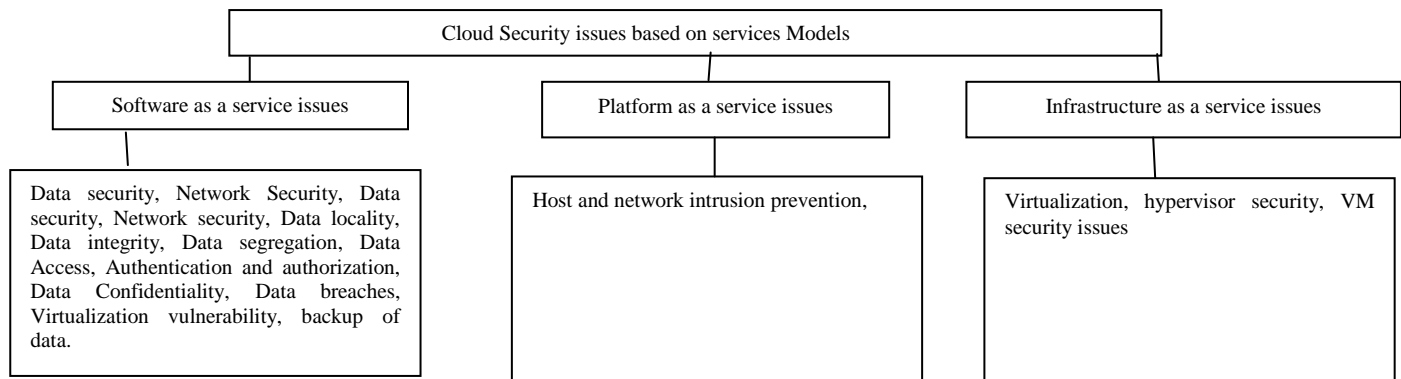 Cloud Security issues based on services Models
Software as a service issues
Platform as a service issues
Infrastructure as a service issues
Data security, Network Security, Data
security, Network security, Data locality,
Data integrity, Data segregation, Data
Access, Authentication and authorization,
Data Confidentiality, Data breaches,
Virtualization vulnerability, backup of
data.
Host and network intrusion prevention,
Virtualization, hypervisor security, VM
security issues